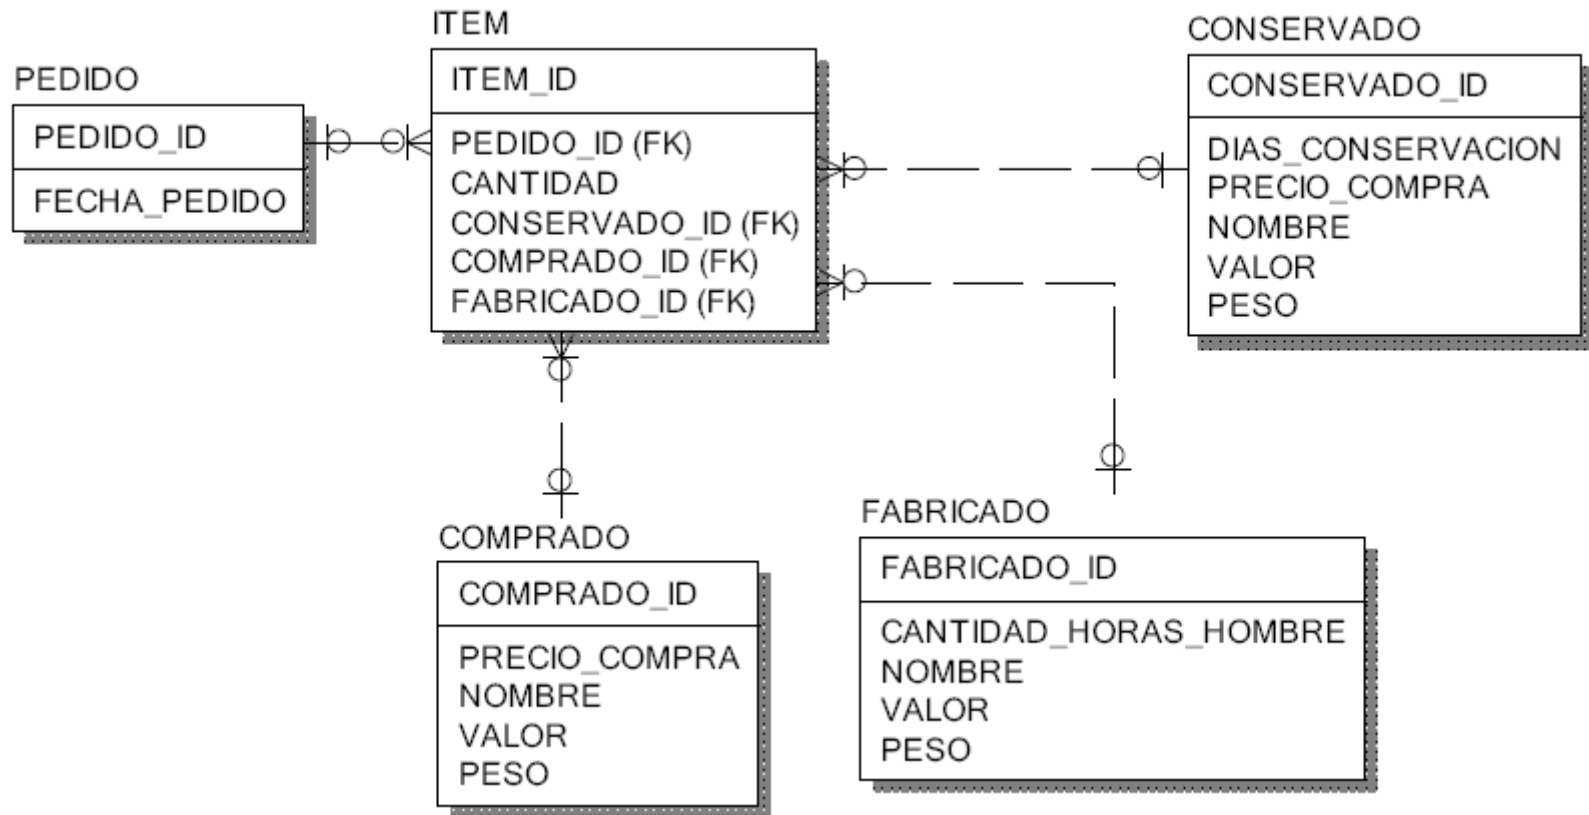 PEDIDO
PEDIDO_ID
FECHA_PEDIDO
ITEM
ITEM_ID
PEDIDO_ID (FK)
CANTIDAD
CONSERVADO_ID (FK)
COMPRADO_ID (FK)
FABRICADO_ID (FK)
CONSERVADO
CONSERVADO_ID
DIAS_CONSERVACION
PRECIO_COMPRA
NOMBRE
VALOR
PESO
COMPRADO
COMPRADO_ID
PRECIO_COMPRA
NOMBRE
VALOR
PESO
FABRICADO
FABRICADO_ID
CANTIDAD_HORAS_HOMBRE
NOMBRE
VALOR
PESO